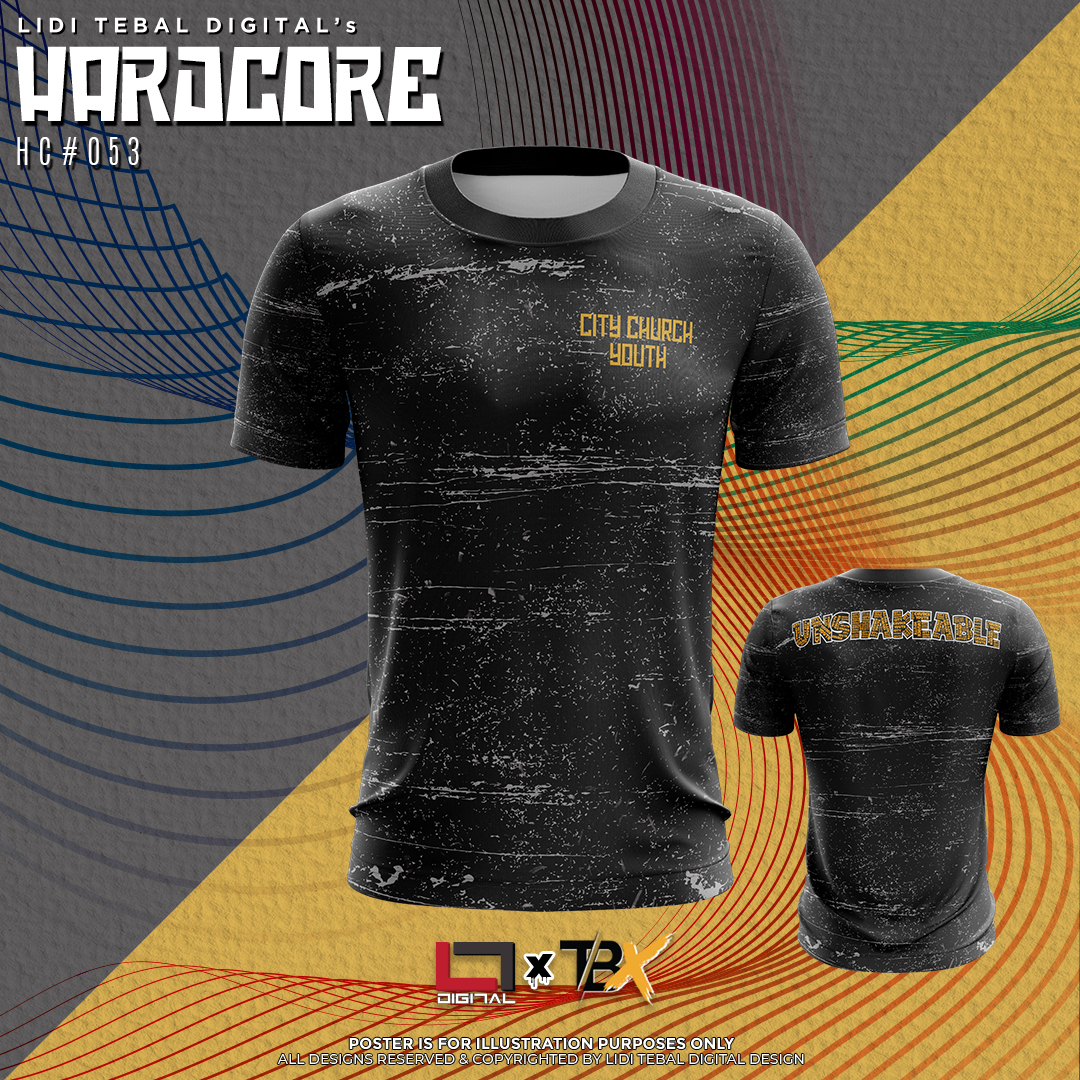 LIDI TEBAL DIGITAL's
HARDCORE
HC#053
CITY CHURCH
YOUTH
UNSHAKEABLE
LT
DIGITAL
x
TBX
POSTER IS FOR ILLUSTRATION PURPOSES ONLY
ALL DESIGNS RESERVED & COPYRIGHTED BY LIDI TEBAL DIGITAL DESIGN